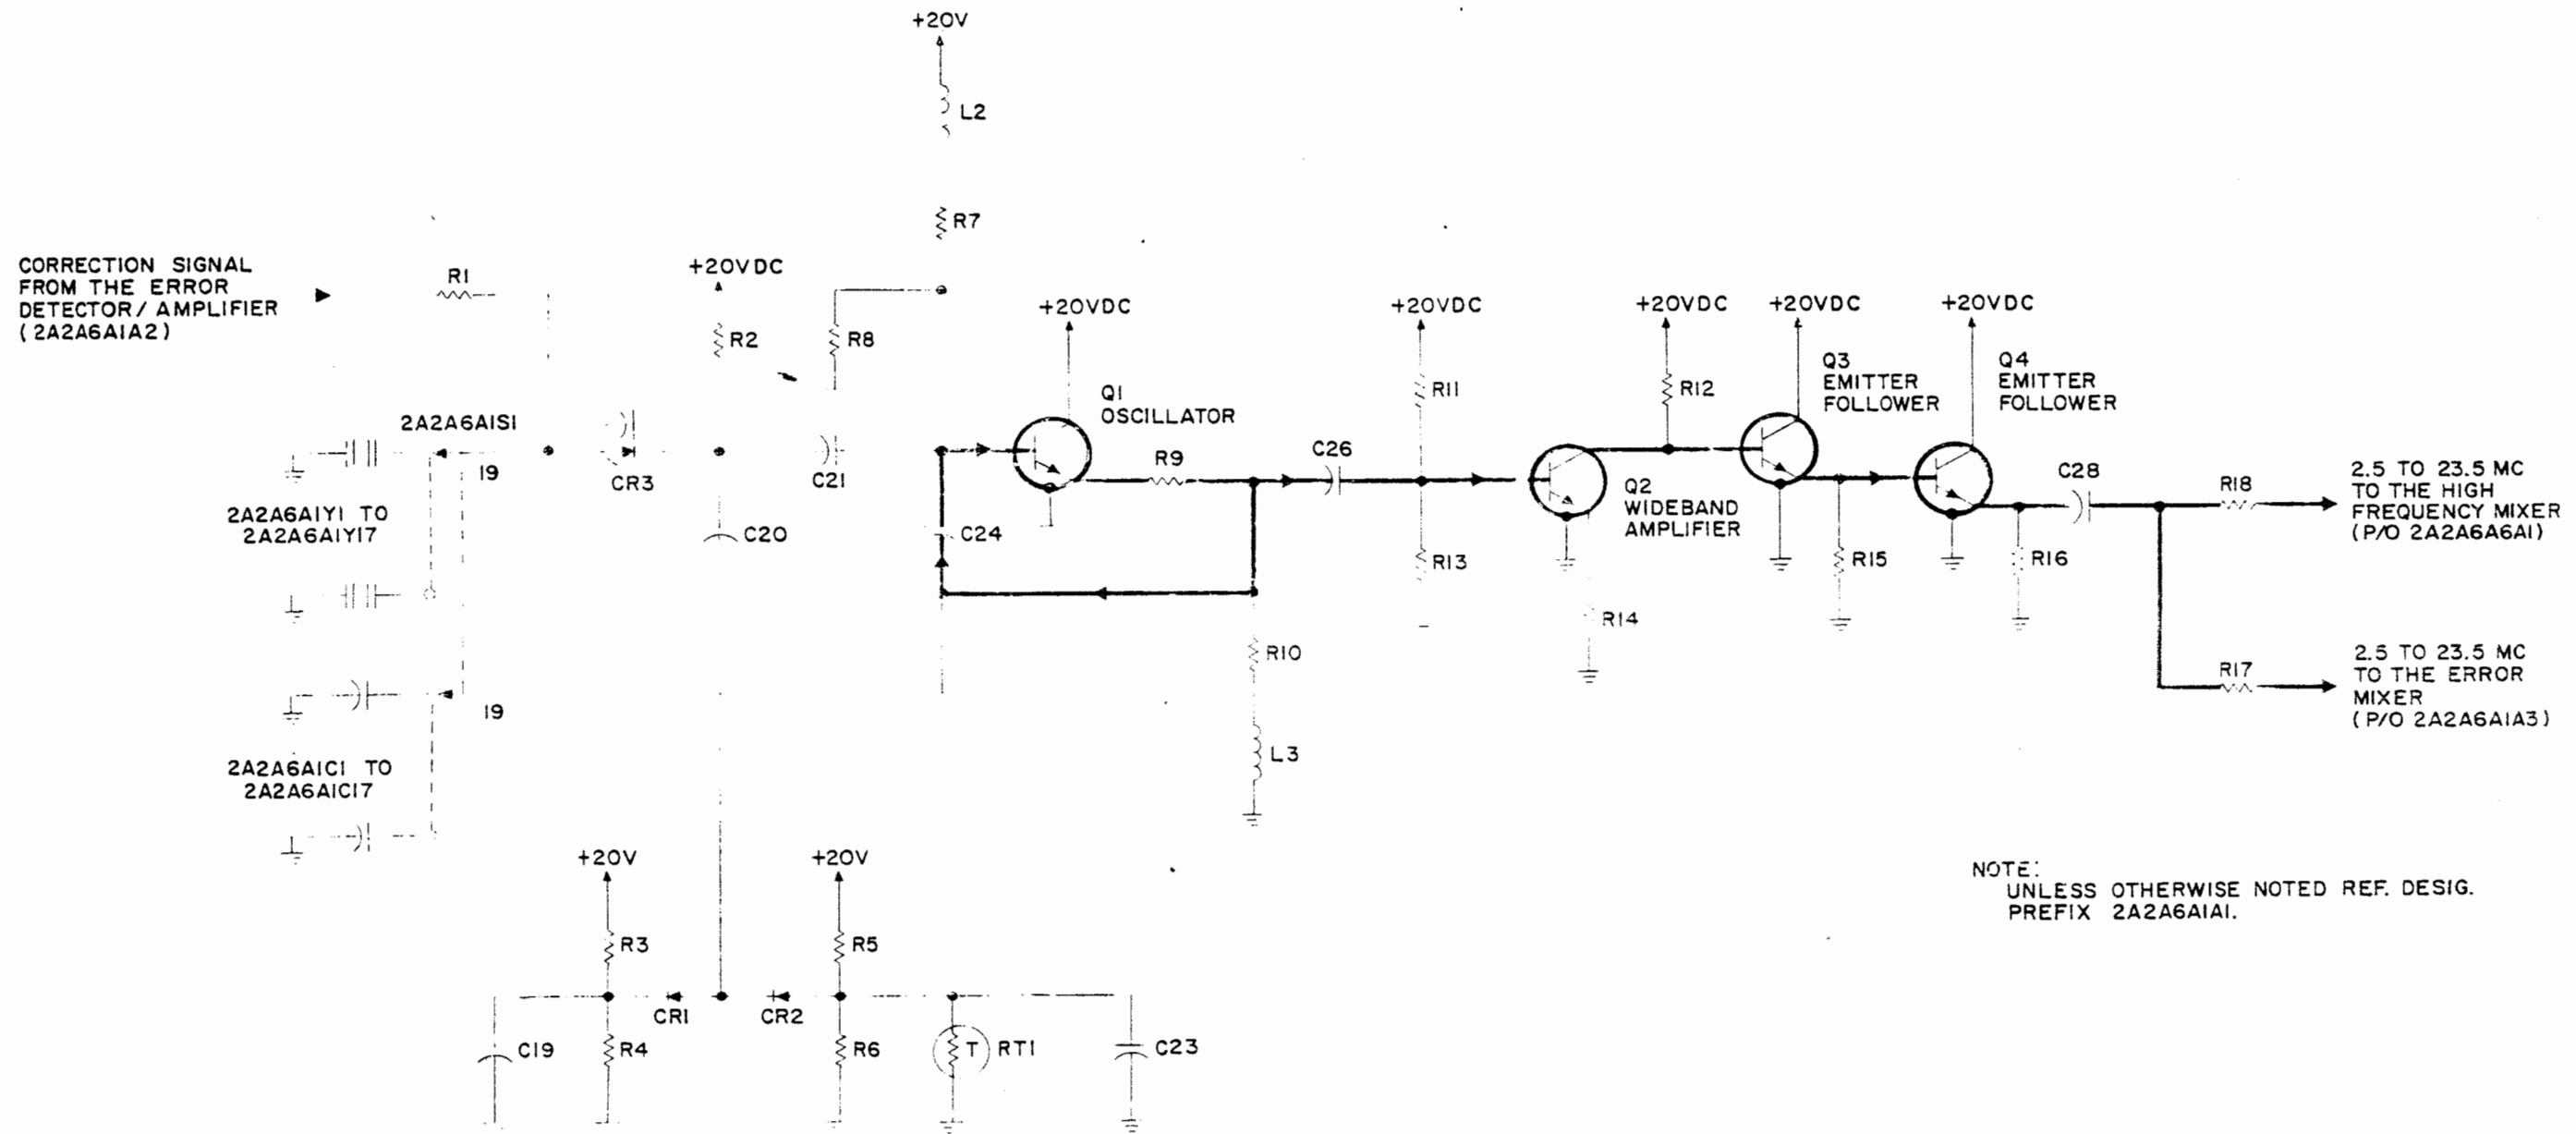 +20V
L2
R7
CORRECTION SIGNAL
FROM THE ERROR
DETECTOR/AMPLIFIER
(2A2A6A1A2)
R1
+20VDC
R2
R8
+20VDC
Q1
OSCILLATOR
+20VDC
R11
+20VDC
R12
+20VDC
Q3
EMITTER
FOLLOWER
+20VDC
Q4
EMITTER
FOLLOWER
2A2A6A1S1
19
CR3
C21
R9
C26
Q2
WIDEBAND
AMPLIFIER
C28
R18
2.5 TO 23.5 MC
TO THE HIGH
FREQUENCY MIXER
(P/O 2A2A6A6A1)
2A2A6A1Y1 TO
2A2A6A1Y17
C20
C24
R13
R15
R16
R14
R10
R17
2.5 TO 23.5 MC
TO THE ERROR
MIXER
(P/O 2A2A6A1A3)
19
L3
2A2A6A1C1 TO
2A2A6A1C17
+20V
+20V
R3
R5
CR1
CR2
C19
R4
R6
T
RT1
C23
NOTE:
UNLESS OTHERWISE NOTED REF. DESIG.
PREFIX 2A2A6A1A1.